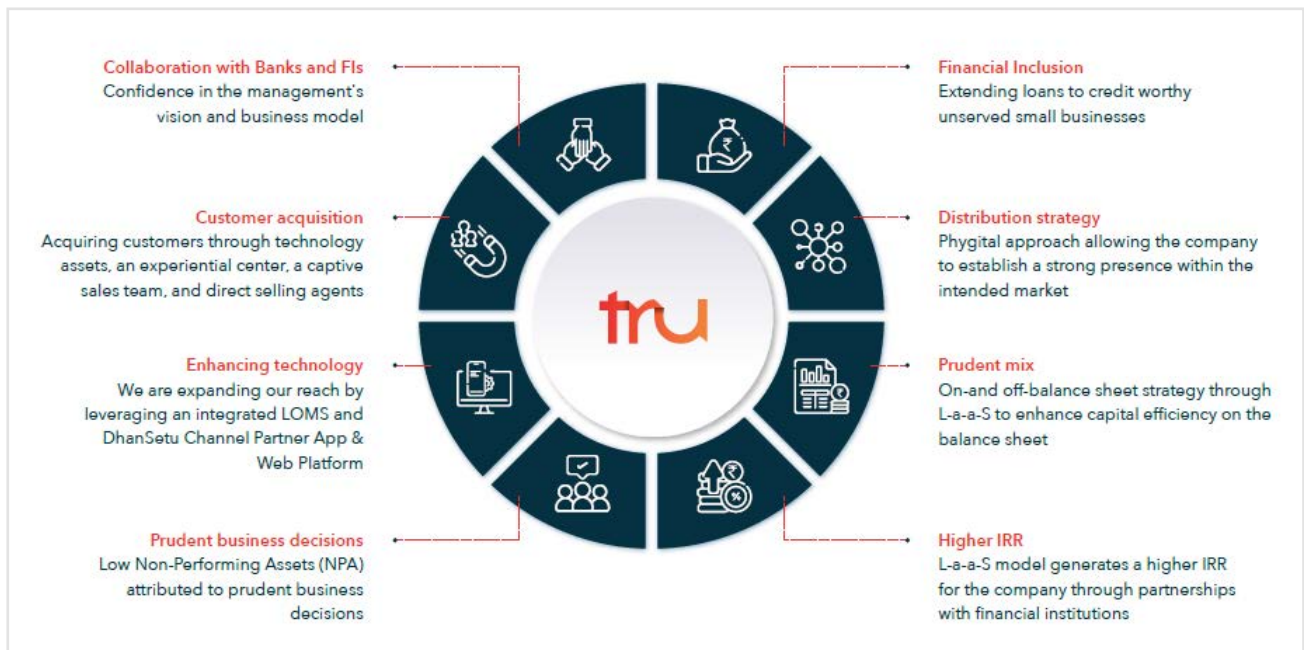 Collaboration with Banks and FIs
Confidence in the management's
vision and business model
Customer acquisition
Acquiring customers through technology
assets, an experiential center, a captive
sales team, and direct selling agents
Enhancing technology
We are expanding our reach by
leveraging an integrated LOMS and
DhanSetu Channel Partner App &
Web Platform
Prudent business decisions
Low Non-Performing Assets (NPA)
attributed to prudent business
decisions
tru
₹
₹
₹
%
Financial Inclusion
Extending loans to credit worthy
unserved small businesses
Distribution strategy
Phygital approach allowing the company
to establish a strong presence within the
intended market
Prudent mix
On-and off-balance sheet strategy through
L-a-a-S to enhance capital efficiency on the
balance sheet
Higher IRR
L-a-a-S model generates a higher IRR
for the company through partnerships
with financial institutions